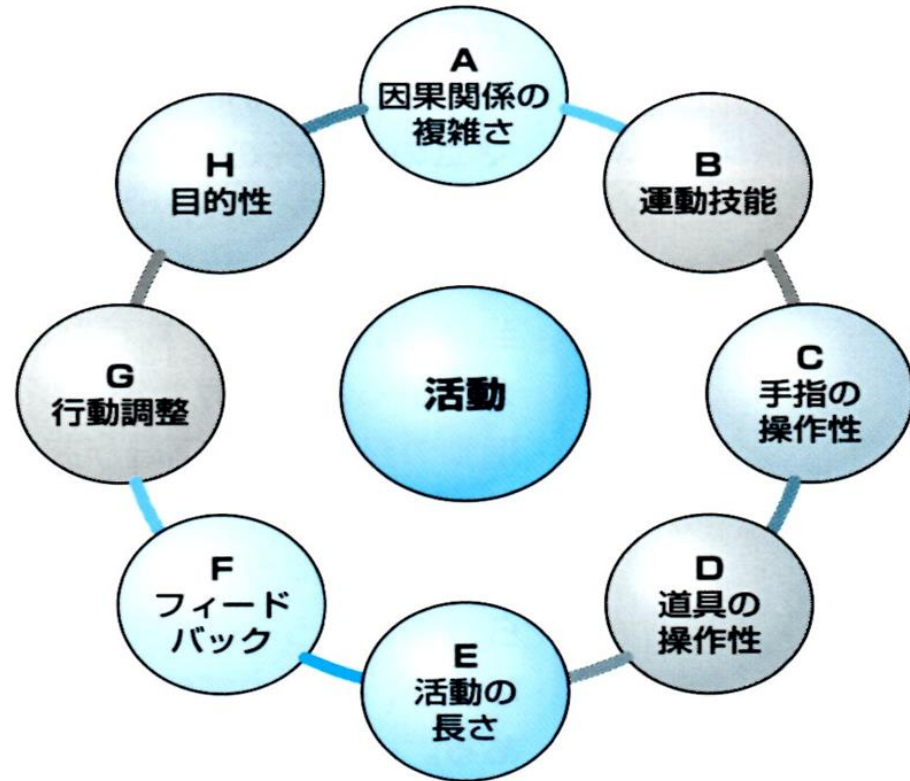 A
因果関係の
複雑さ
B
運動技能
C
手指の
操作性
D
道具の
操作性
E
活動の
長さ
F
フィード
バック
G
行動調整
H
目的性
活動